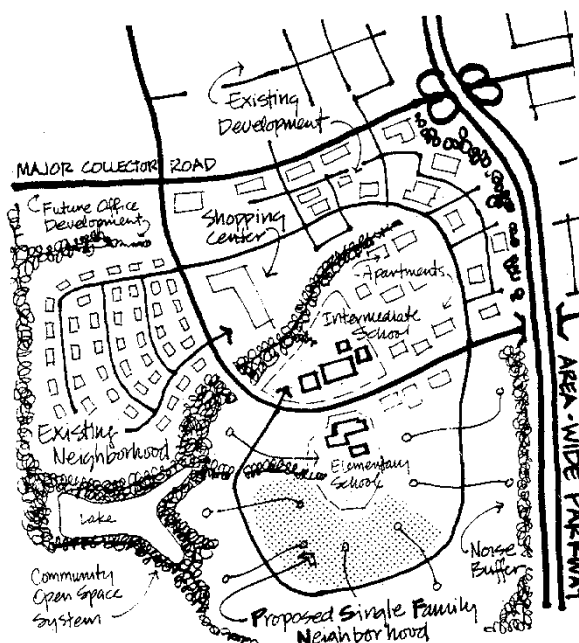 Existing
Development
MAJOR COLLECTOR ROAD
Future Office
Development
Shopping
Center
Apartments
Intermediate
School
AREA-WIDE PARKWAY
Existing
Neighborhood
Elementary
School
Lake
Noise
Buffer
Community
Open Space
System
Proposed Single Family
Neighborhood